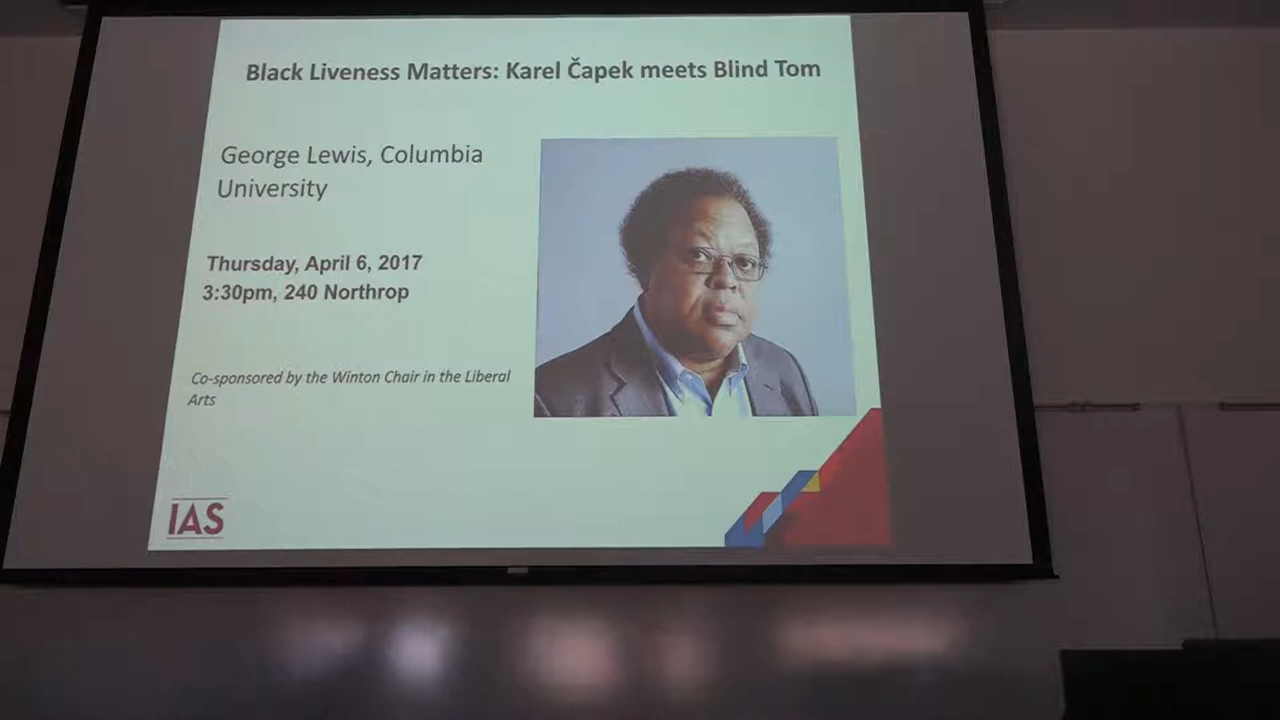 Black Liveness Matters: Karel Čapek meets Blind Tom
George Lewis, Columbia
University
Thursday, April 6, 2017
3:30pm, 240 Northrop
Co-sponsored by the Winton Chair in the Liberal
Arts
IAS